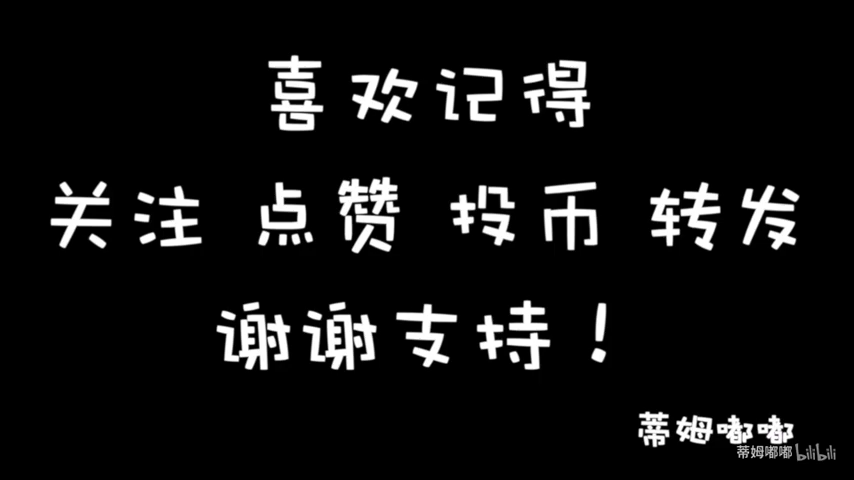 喜欢记得
关注 点赞 投币 转发
谢谢支持！
蒂姆嘟嘟
蒂姆嘟嘟 bilibili